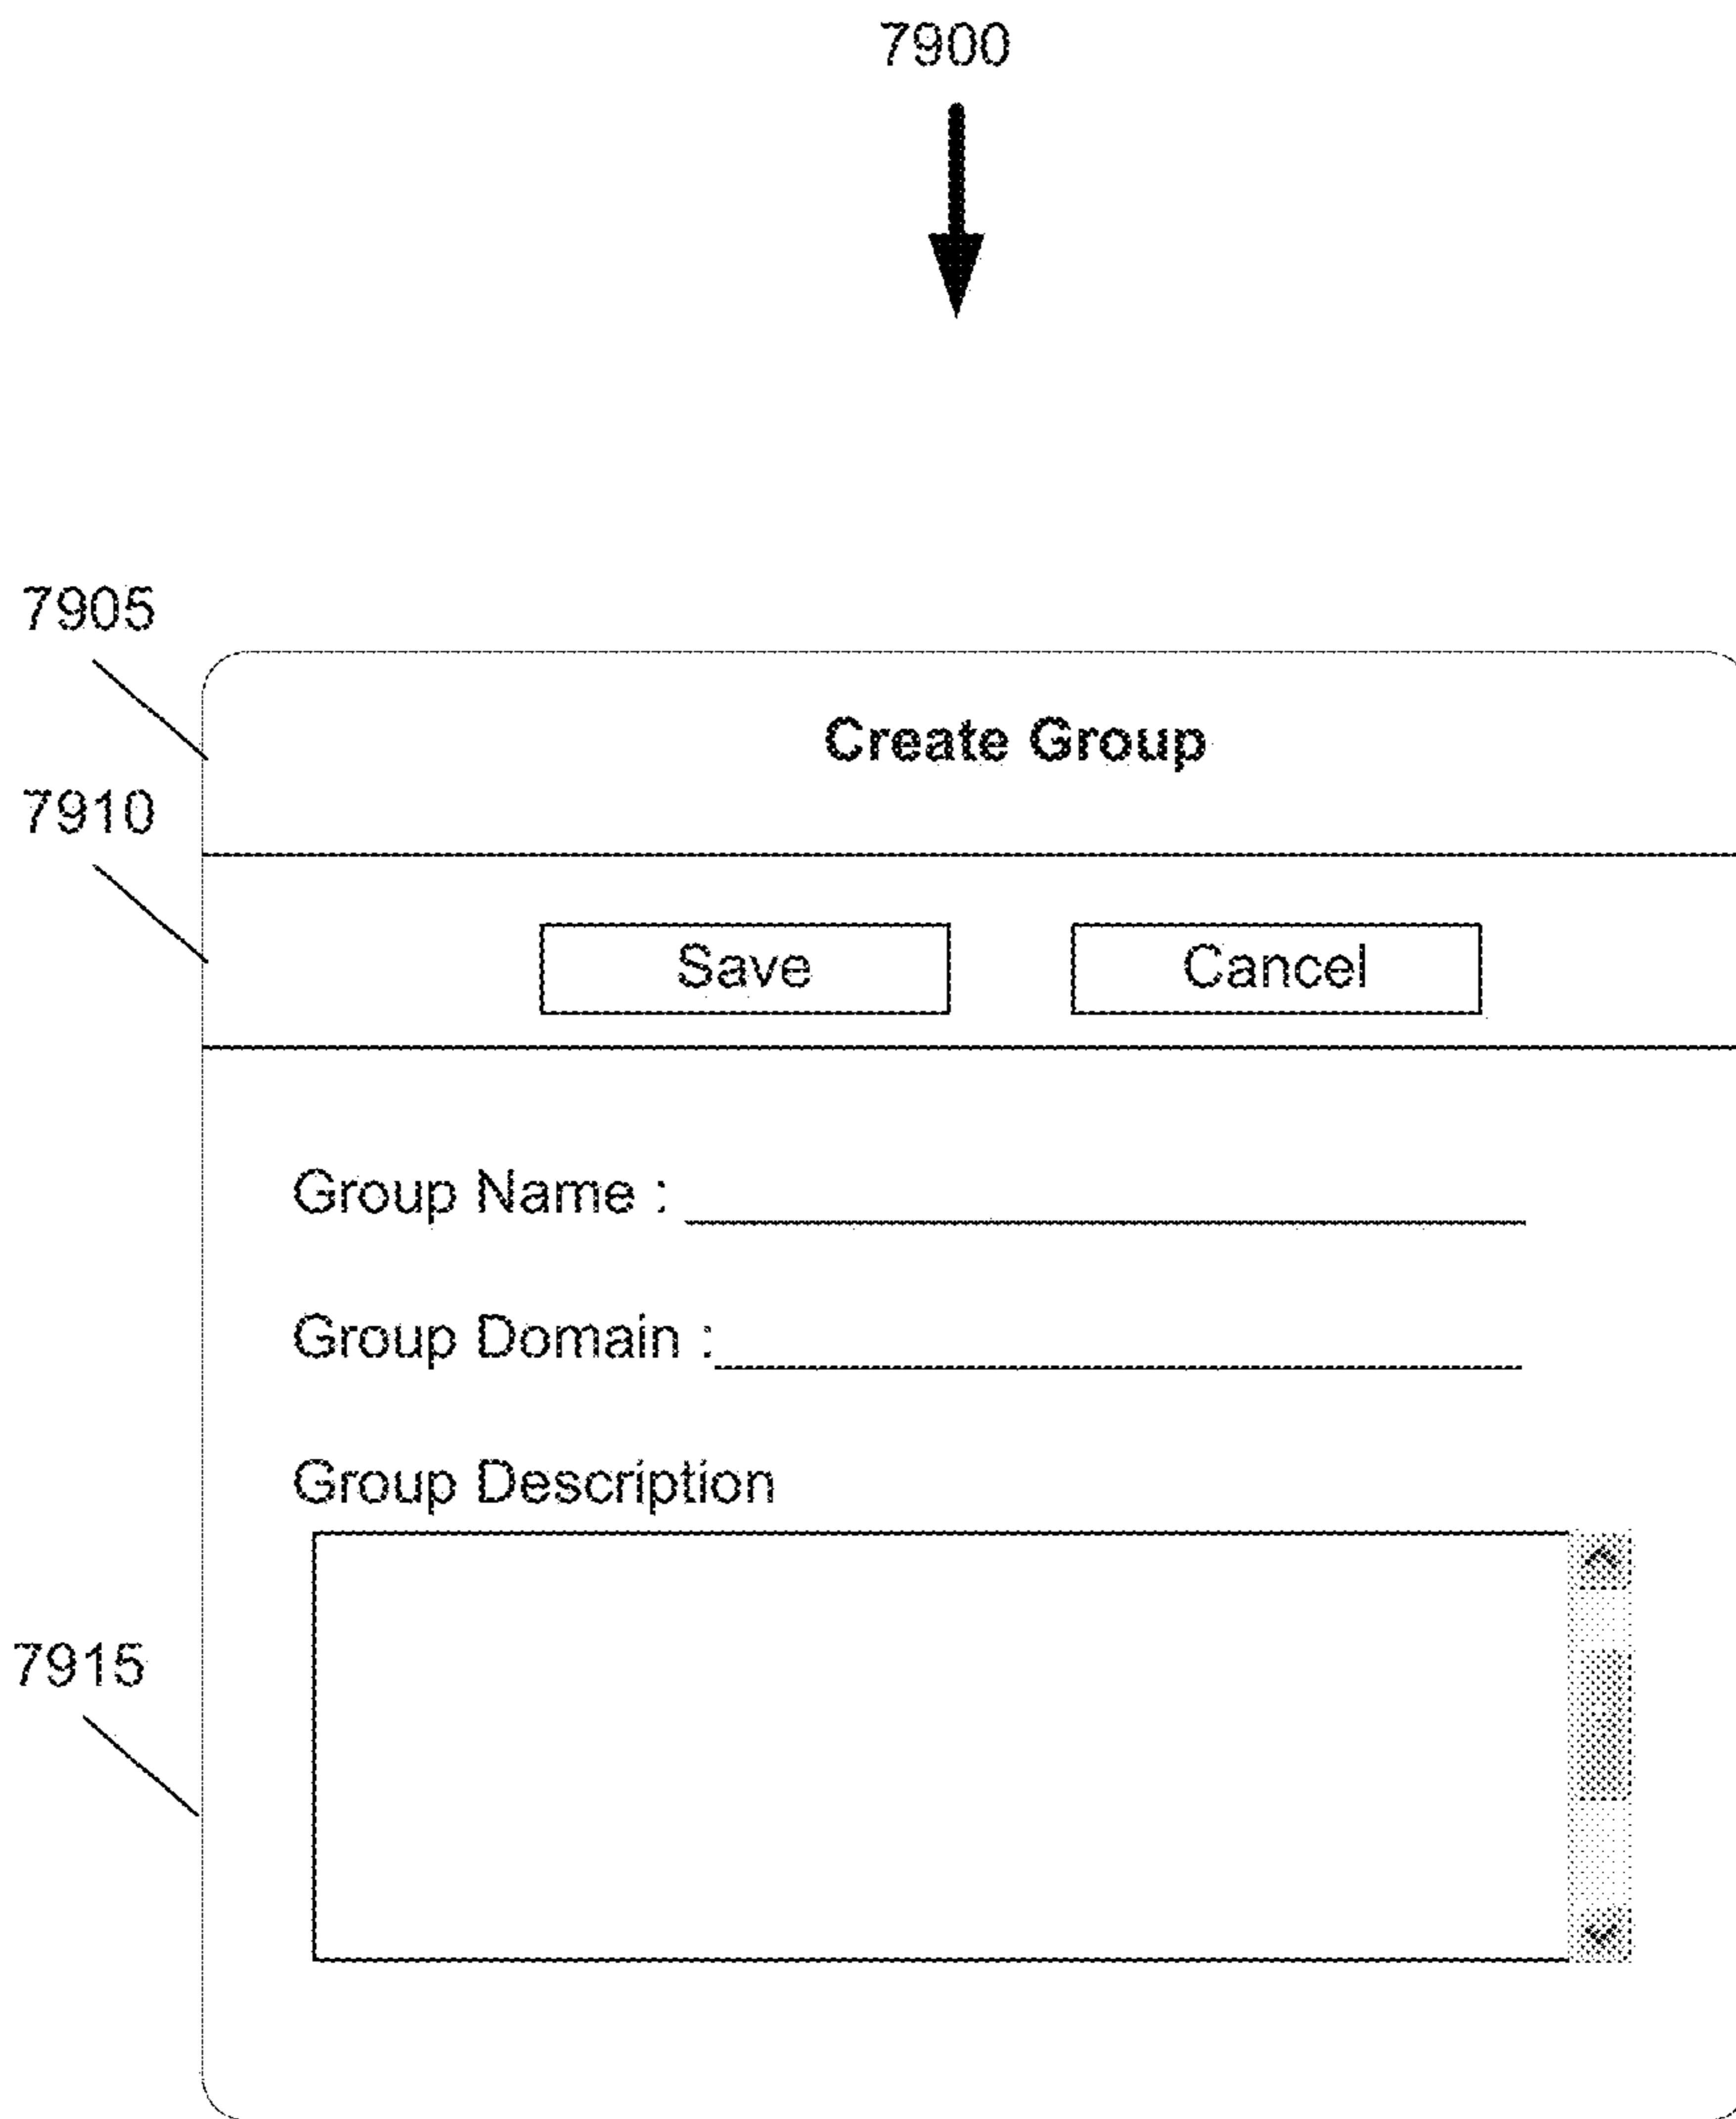 7900
7905
Create Group
7910
Save Cancel
Group Name :
Group Domain :
Group Description
7915